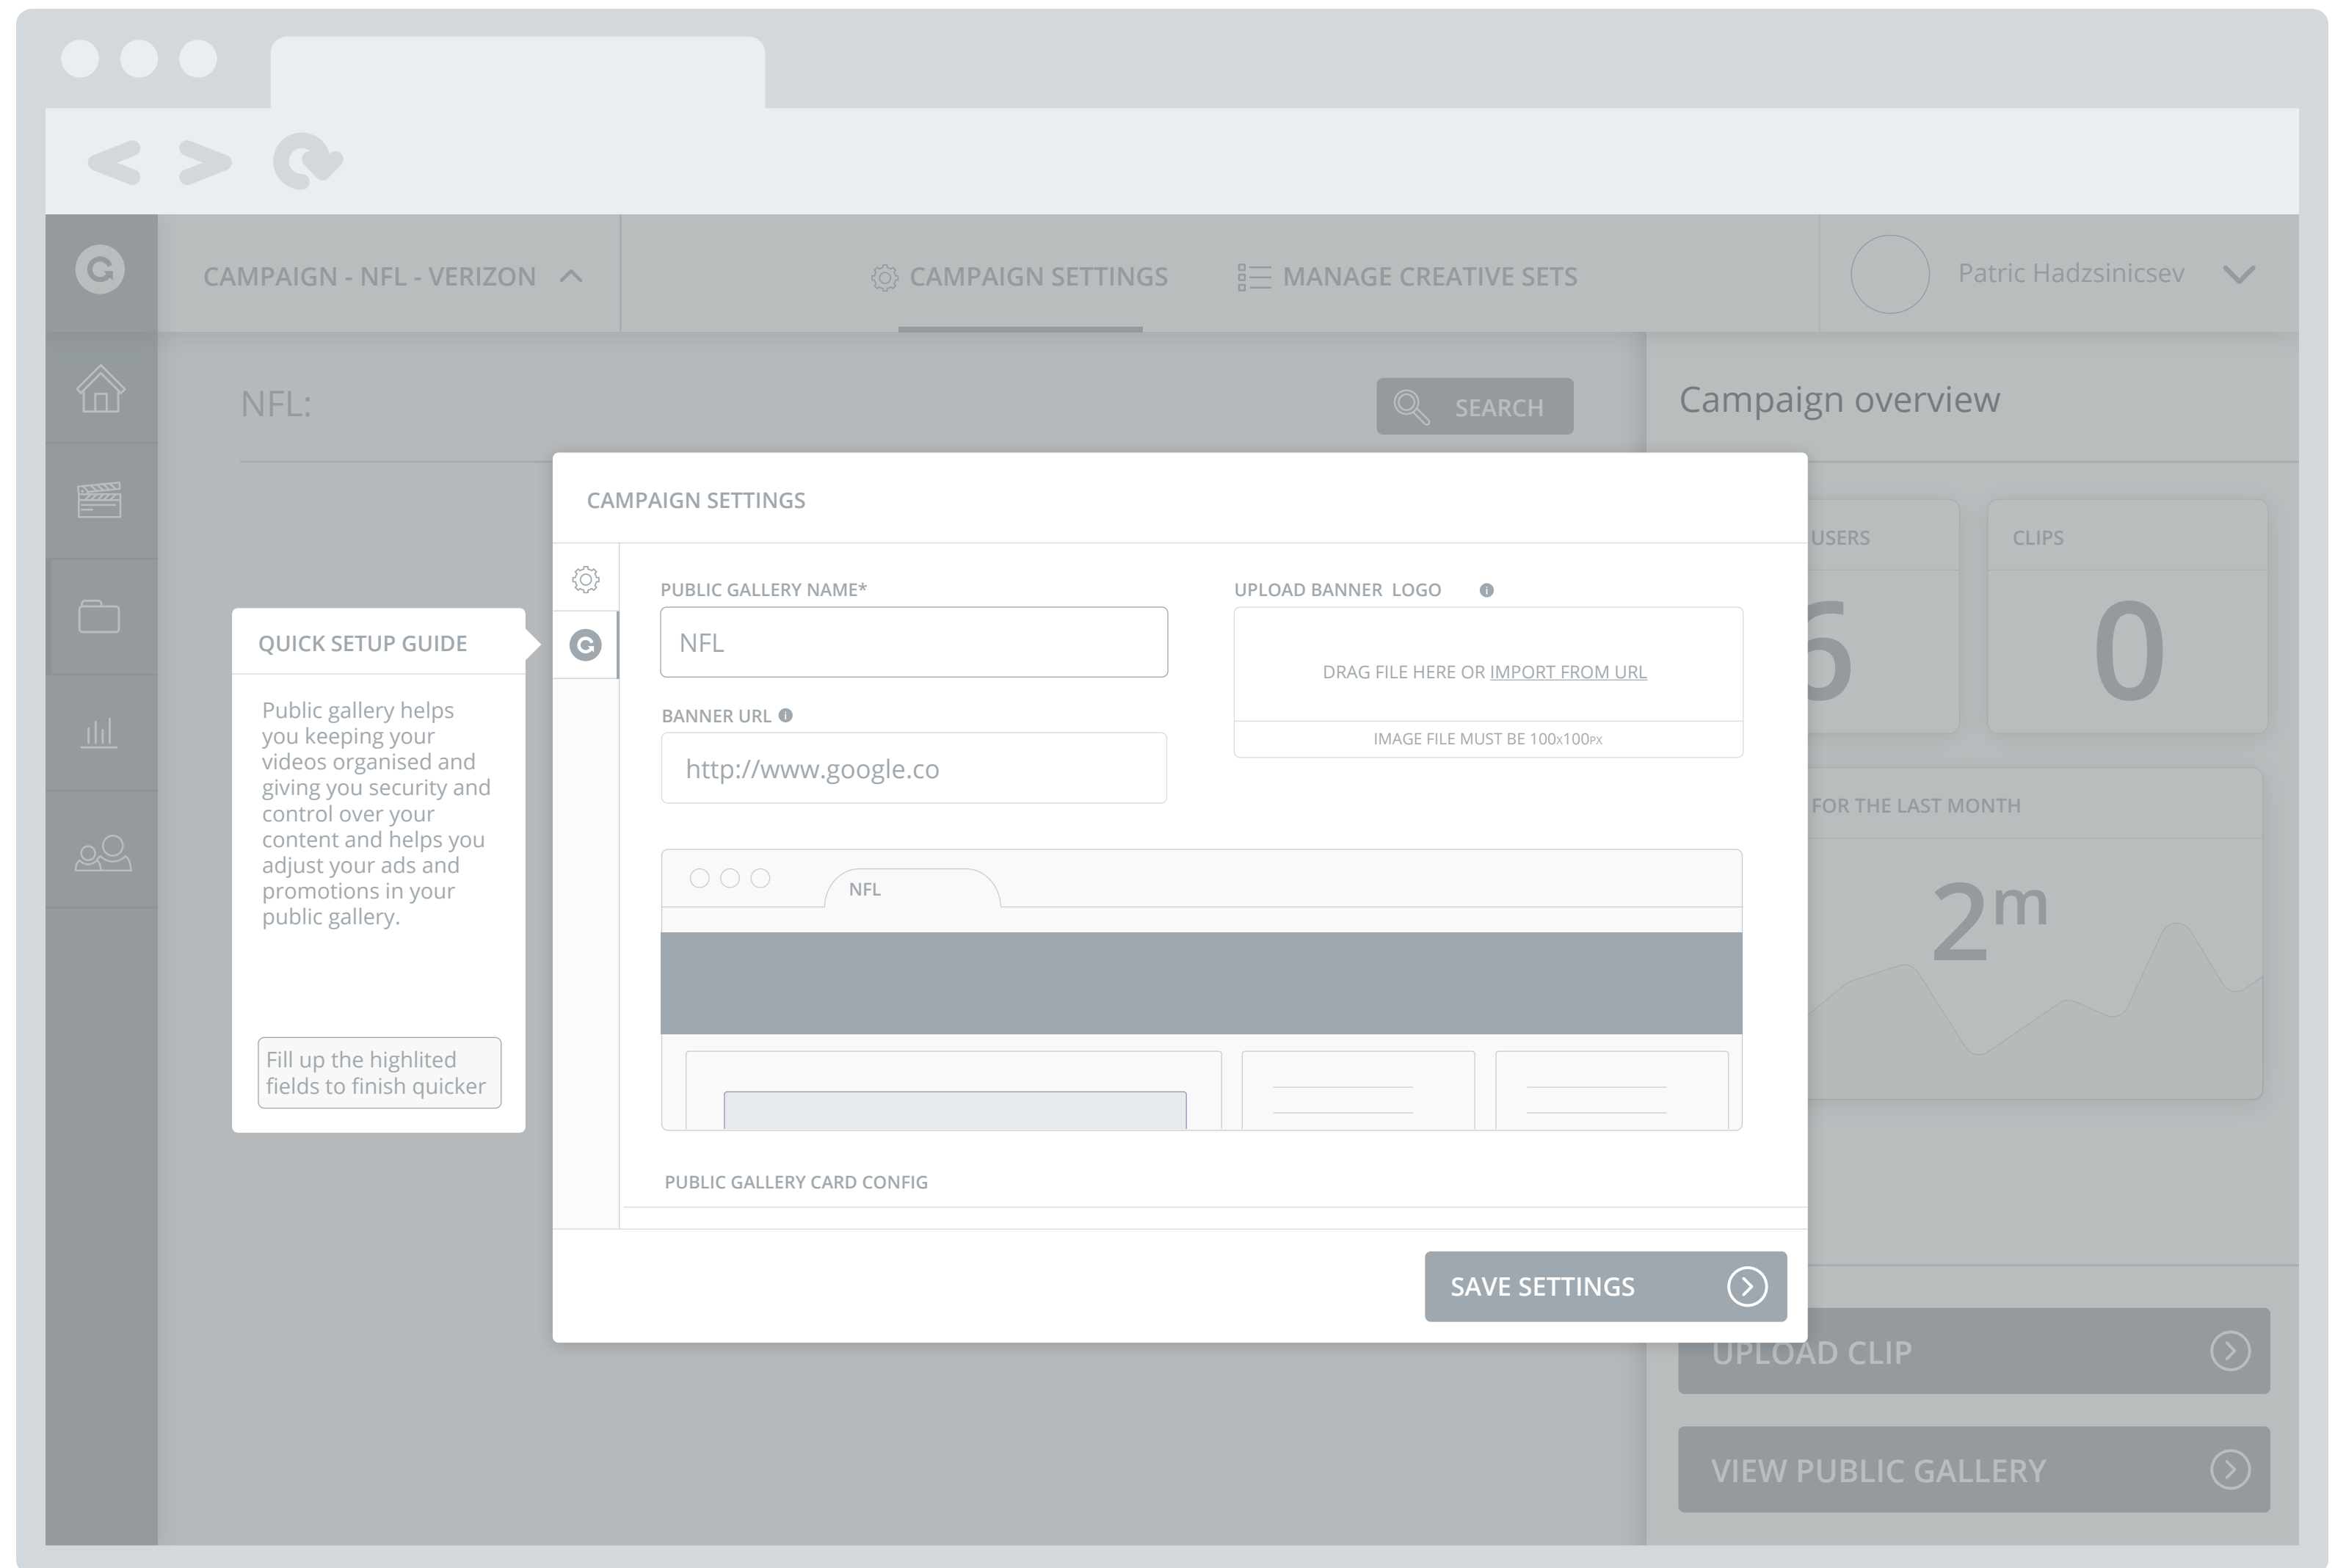 CAMPAIGN - NFL - VERIZON
CAMPAIGN SETTINGS
MANAGE CREATIVE SETS
Patric Hadzsinicsev
NFL:
SEARCH
Campaign overview
CAMPAIGN SETTINGS
USERS
CLIPS
6
0
QUICK SETUP GUIDE
Public gallery helps
you keeping your
videos organised and
giving you security and
control over your
content and helps you
adjust your ads and
promotions in your
public gallery.
Fill up the highlited
fields to finish quicker
PUBLIC GALLERY NAME*
NFL
BANNER URL
http://www.google.co
UPLOAD BANNER LOGO
DRAG FILE HERE OR IMPORT FROM URL
IMAGE FILE MUST BE 100x100PX
NFL
PUBLIC GALLERY CARD CONFIG
FOR THE LAST MONTH
2m
SAVE SETTINGS
UPLOAD CLIP
VIEW PUBLIC GALLERY